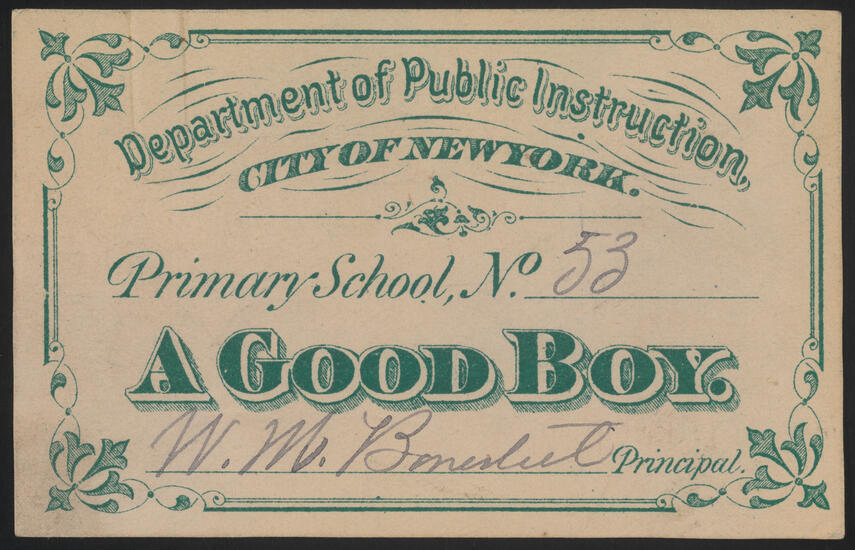 Department of Public Instruction,
CITY OF NEW YORK.
Primary School, No. 53
A GOOD BOY.
W. M. Principal.